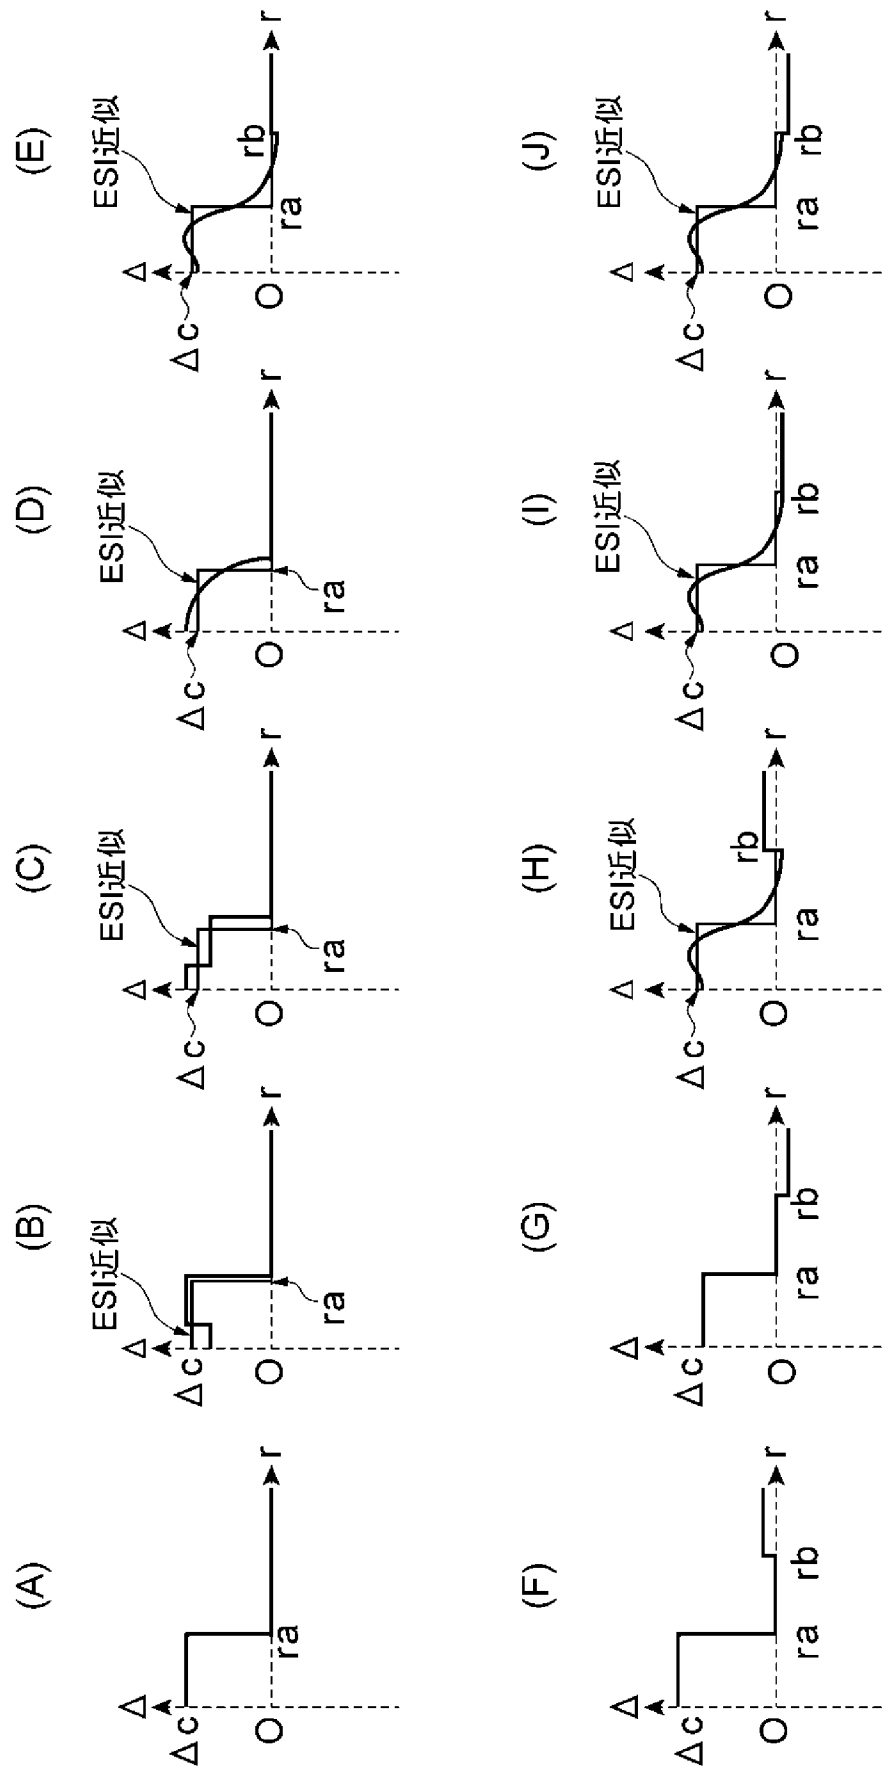 (A)
Δ
Δc
O
ra
r
(B)
ESI近似
Δ
Δc
O
ra
r
(C)
ESI近似
Δ
Δc
O
ra
r
(D)
ESI近似
Δ
Δc
O
ra
r
(E)
ESI近似
Δ
Δc
O
ra
rb
r
(F)
Δ
Δc
O
ra
rb
r
(G)
Δ
Δc
O
ra
rb
r
(H)
ESI近似
Δ
Δc
O
ra
rb
r
(I)
ESI近似
Δ
Δc
O
ra
rb
r
(J)
ESI近似
Δ
Δc
O
ra
rb
r